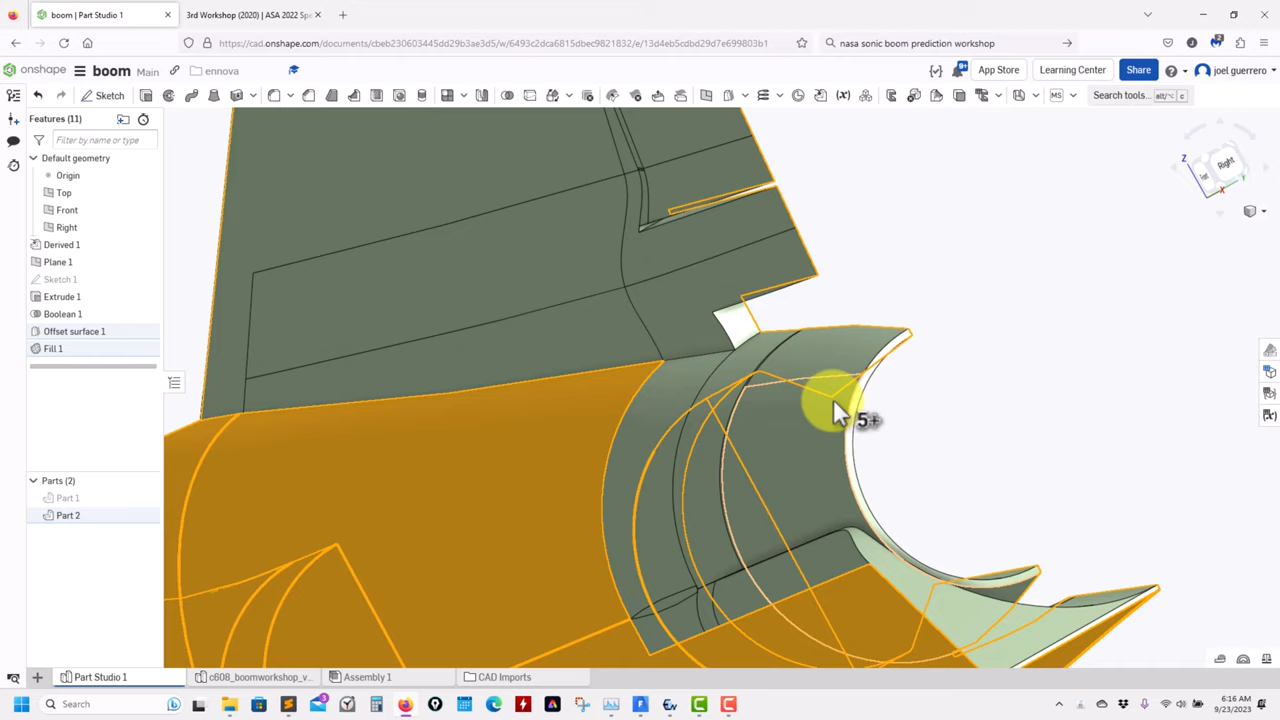 boom | Part Studio 1
3rd Workshop (2020) | ASA 2022 Spe
https://cad.onshape.com/documents/cbeb230603445dd29b3ae3d5/w/f493c2dca6815dbec9821832/e/13d4eb5cdbd29d7e699803b1
nasa sonic boom prediction workshop
onshape
boom
Main
ennova
App Store
Learning Center
Share
joel guerrero
Sketch
Search tools...
alt/⌥ c
Features (11)
Filter by name or type
Default geometry
Origin
Top
Front
Right
Derived 1
Plane 1
Sketch 1
Extrude 1
Boolean 1
Offset surface 1
Fill 1
Parts (2)
Part 1
Part 2
Z
Right
X
5+
Part Studio 1
c608_boomworkshop_v...
Assembly 1
CAD Imports
Search
6:16 AM
9/23/2023